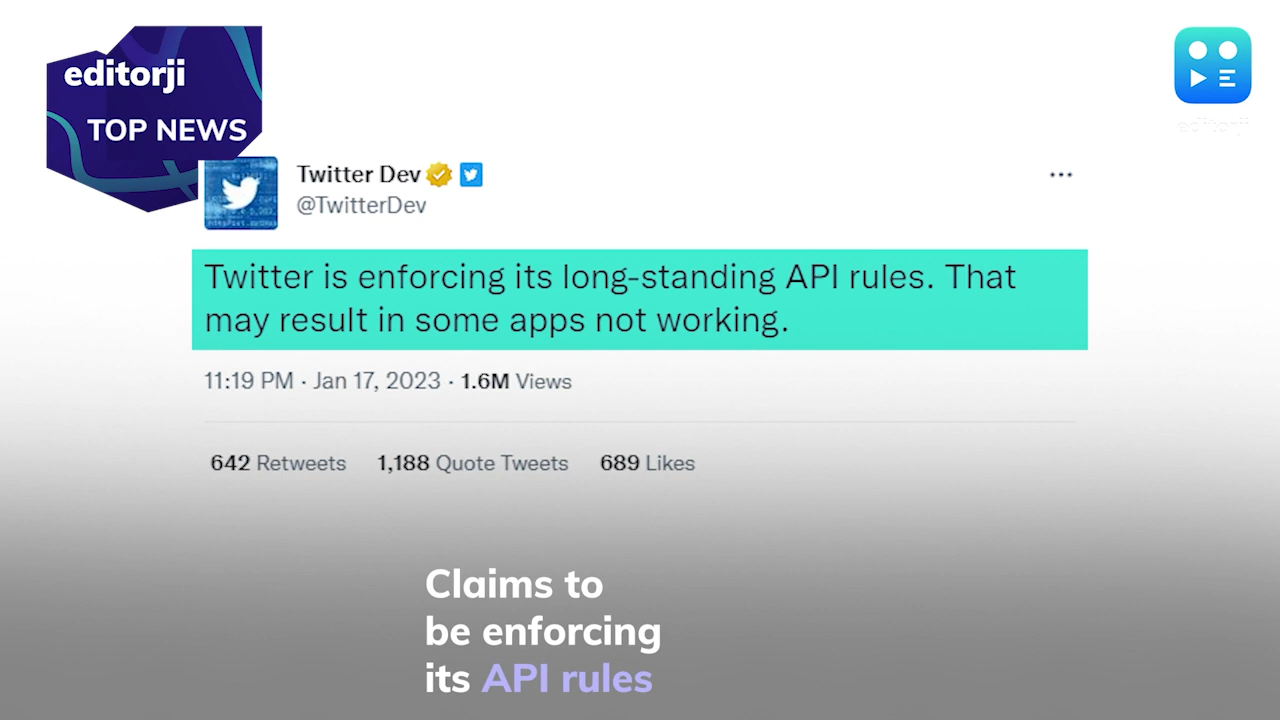 editorji
TOP NEWS
editorji
Twitter Dev
@TwitterDev
Twitter is enforcing its long-standing API rules. That
may result in some apps not working.
11:19 PM · Jan 17, 2023 · 1.6M Views
642 Retweets 1,188 Quote Tweets 689 Likes
Claims to
be enforcing
its API rules